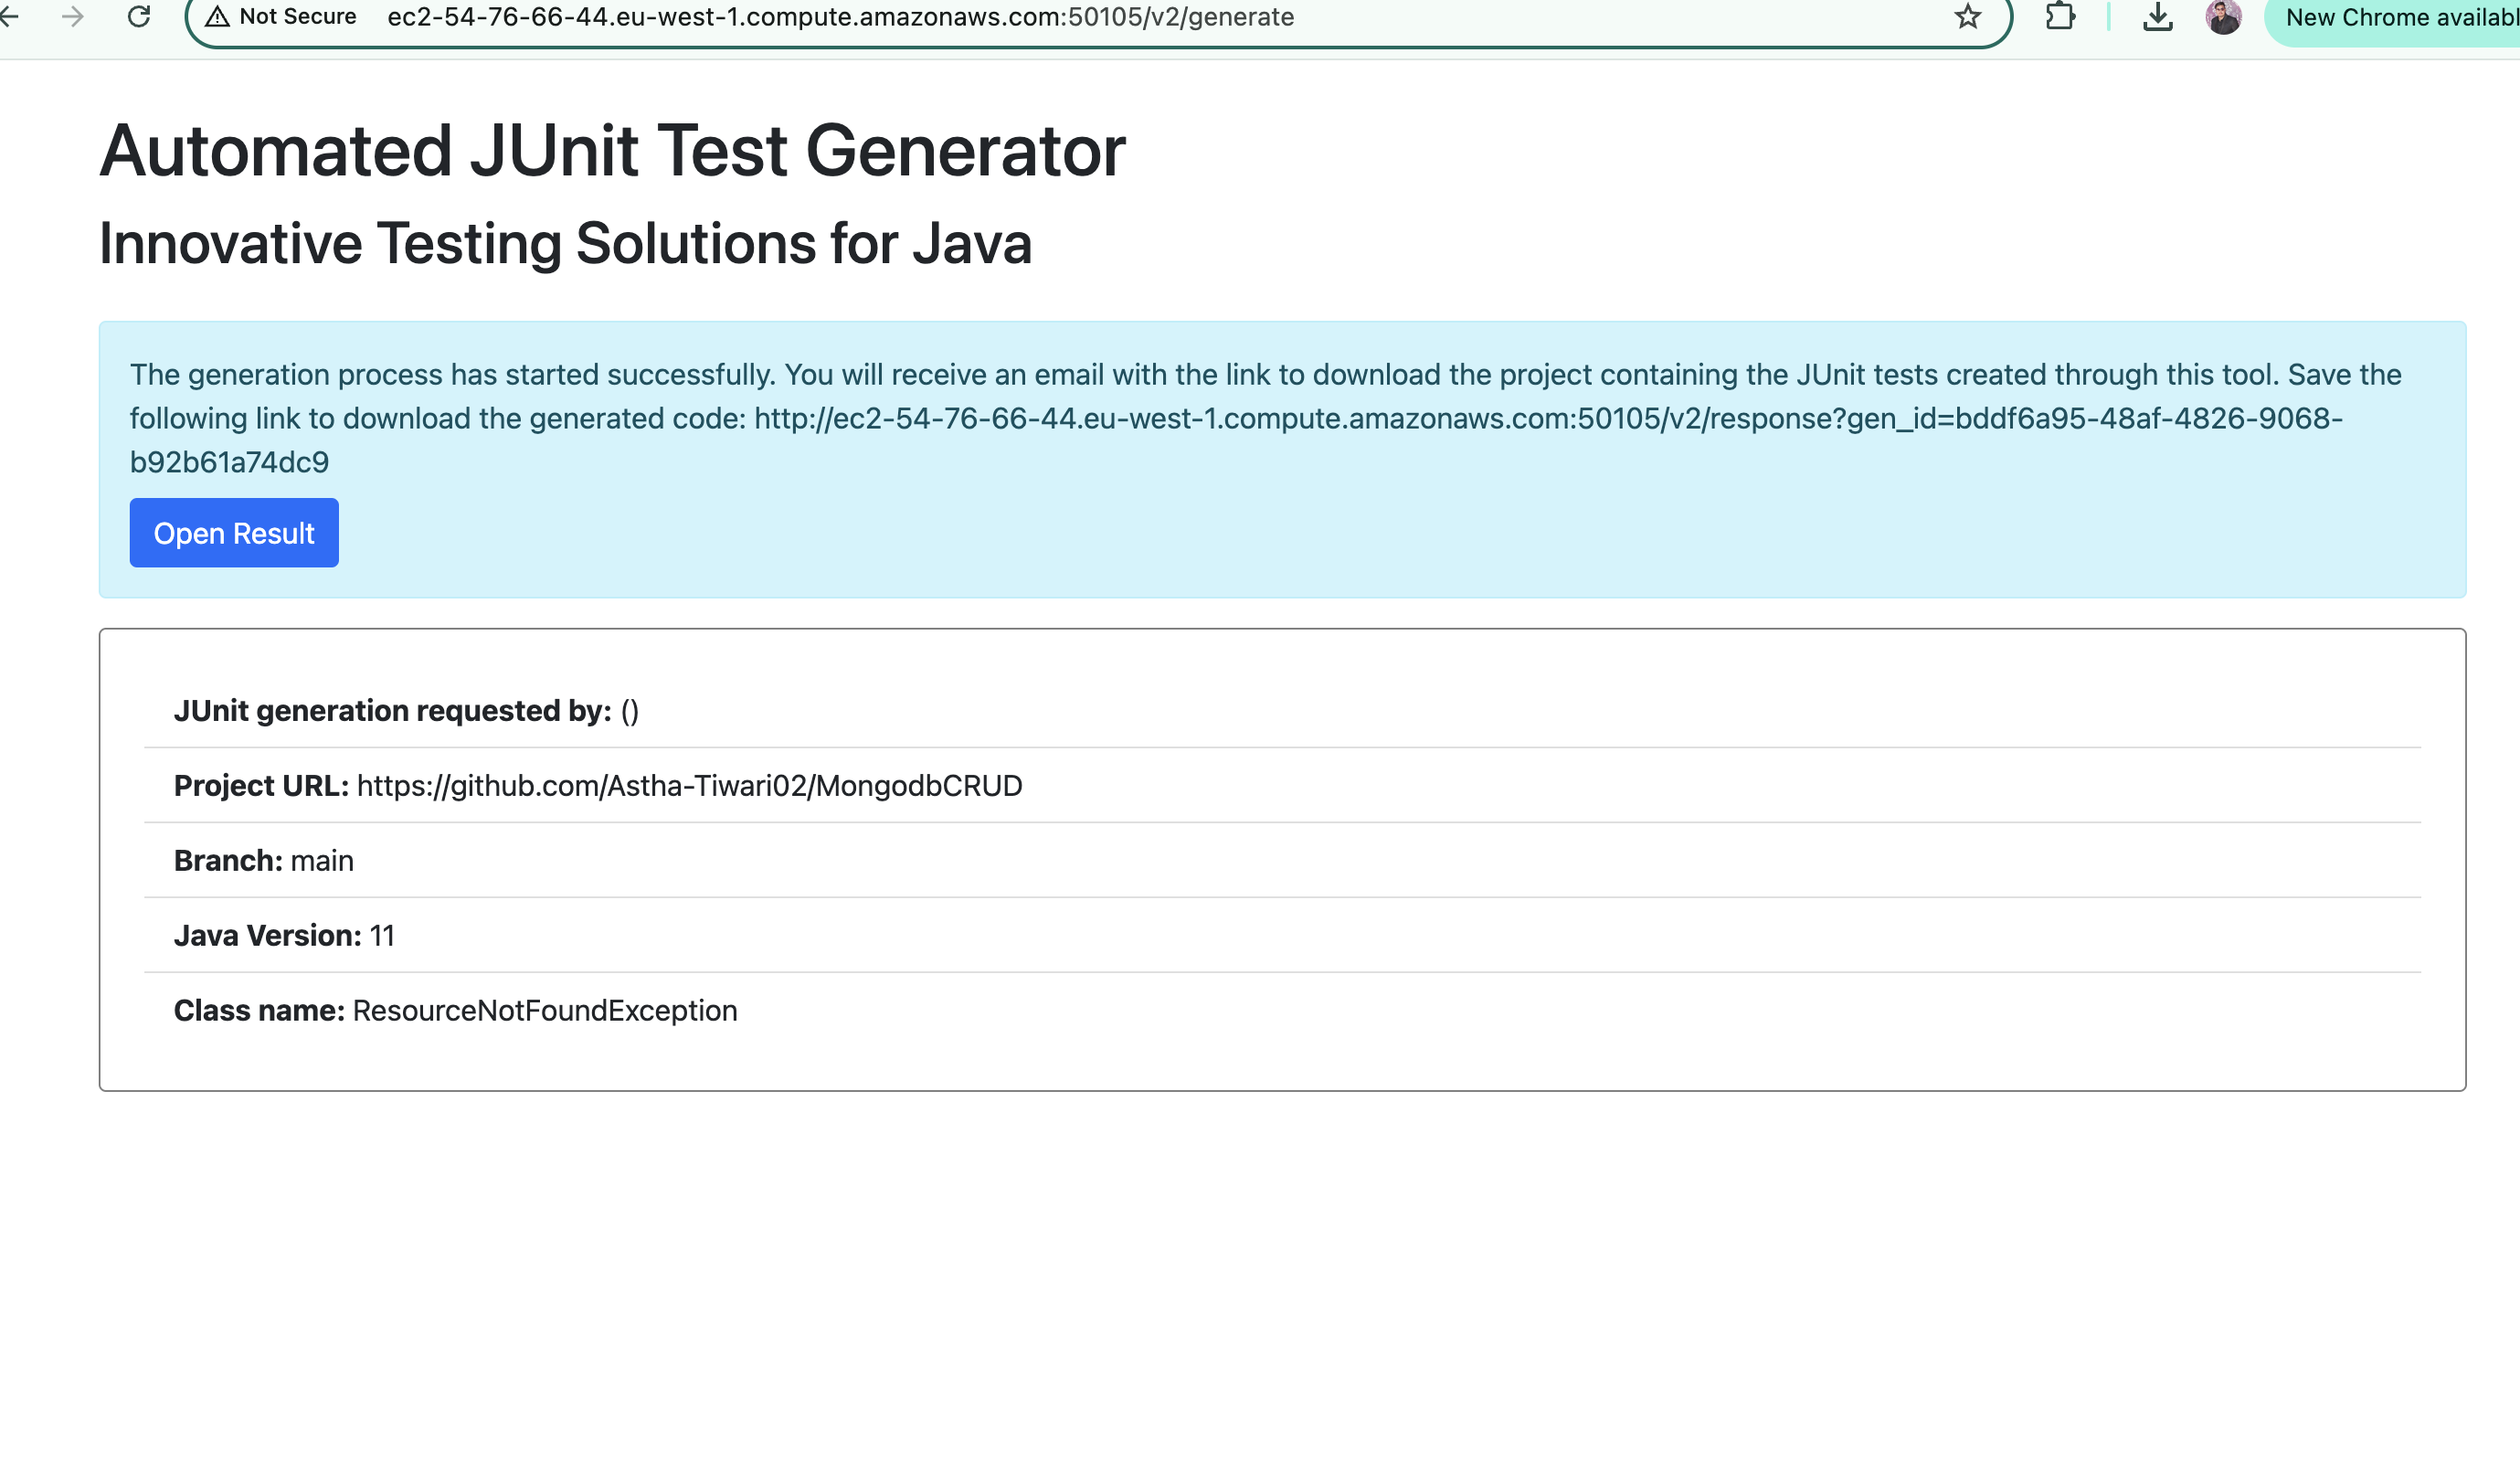 Not Secure ec2-54-76-66-44.eu-west-1.compute.amazonaws.com:50105/v2/generate New Chrome availabl
Automated JUnit Test Generator
Innovative Testing Solutions for Java
The generation process has started successfully. You will receive an email with the link to download the project containing the JUnit tests created through this tool. Save the
following link to download the generated code: http://ec2-54-76-66-44.eu-west-1.compute.amazonaws.com:50105/v2/response?gen_id=bddf6a95-48af-4826-9068-
b92b61a74dc9
Open Result
JUnit generation requested by: ()
Project URL: https://github.com/Astha-Tiwari02/MongodbCRUD
Branch: main
Java Version: 11
Class name: ResourceNotFoundException